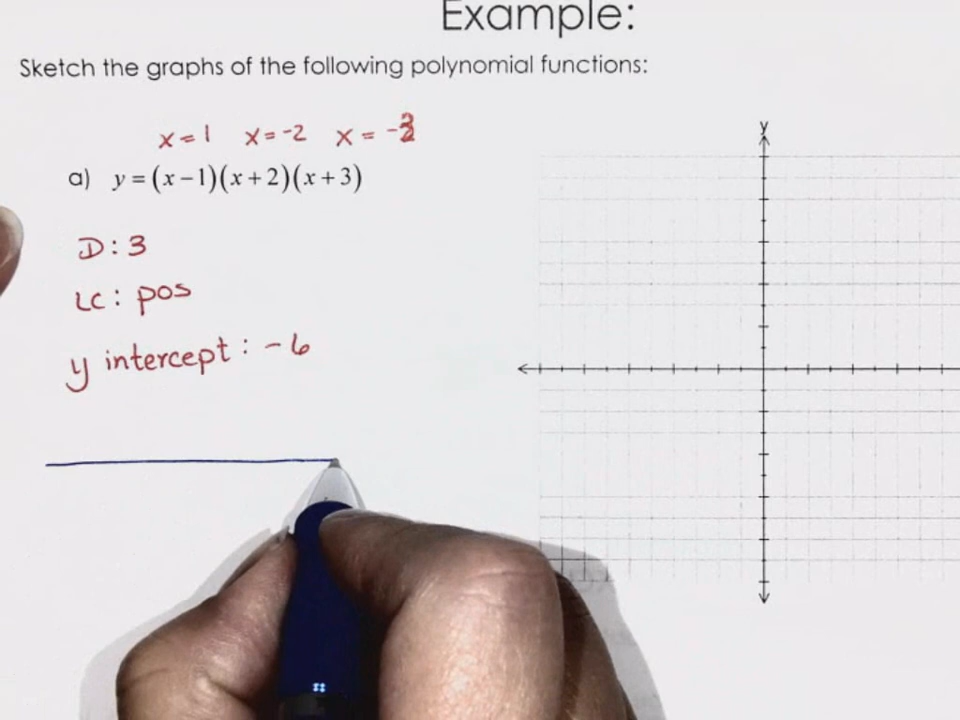 Example:
Sketch the graphs of the following polynomial functions:
x=1 x=-2 x=-3
a) y=(x-1)(x+2)(x+3)
D:3
LC: pos
y intercept: -6
y